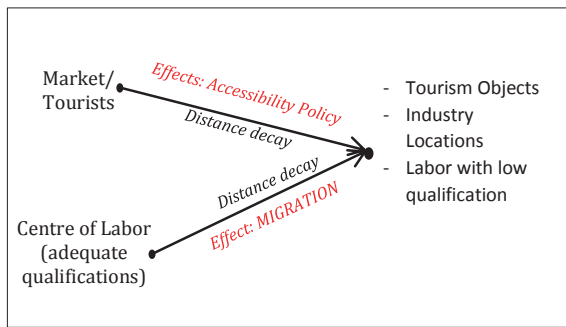 Market/
Tourists
Effects: Accessibility Policy
Distance decay
- Tourism Objects
- Industry
Locations
- Labor with low
qualification
Distance decay
Effect: MIGRATION
Centre of Labor
(adequate
qualifications)